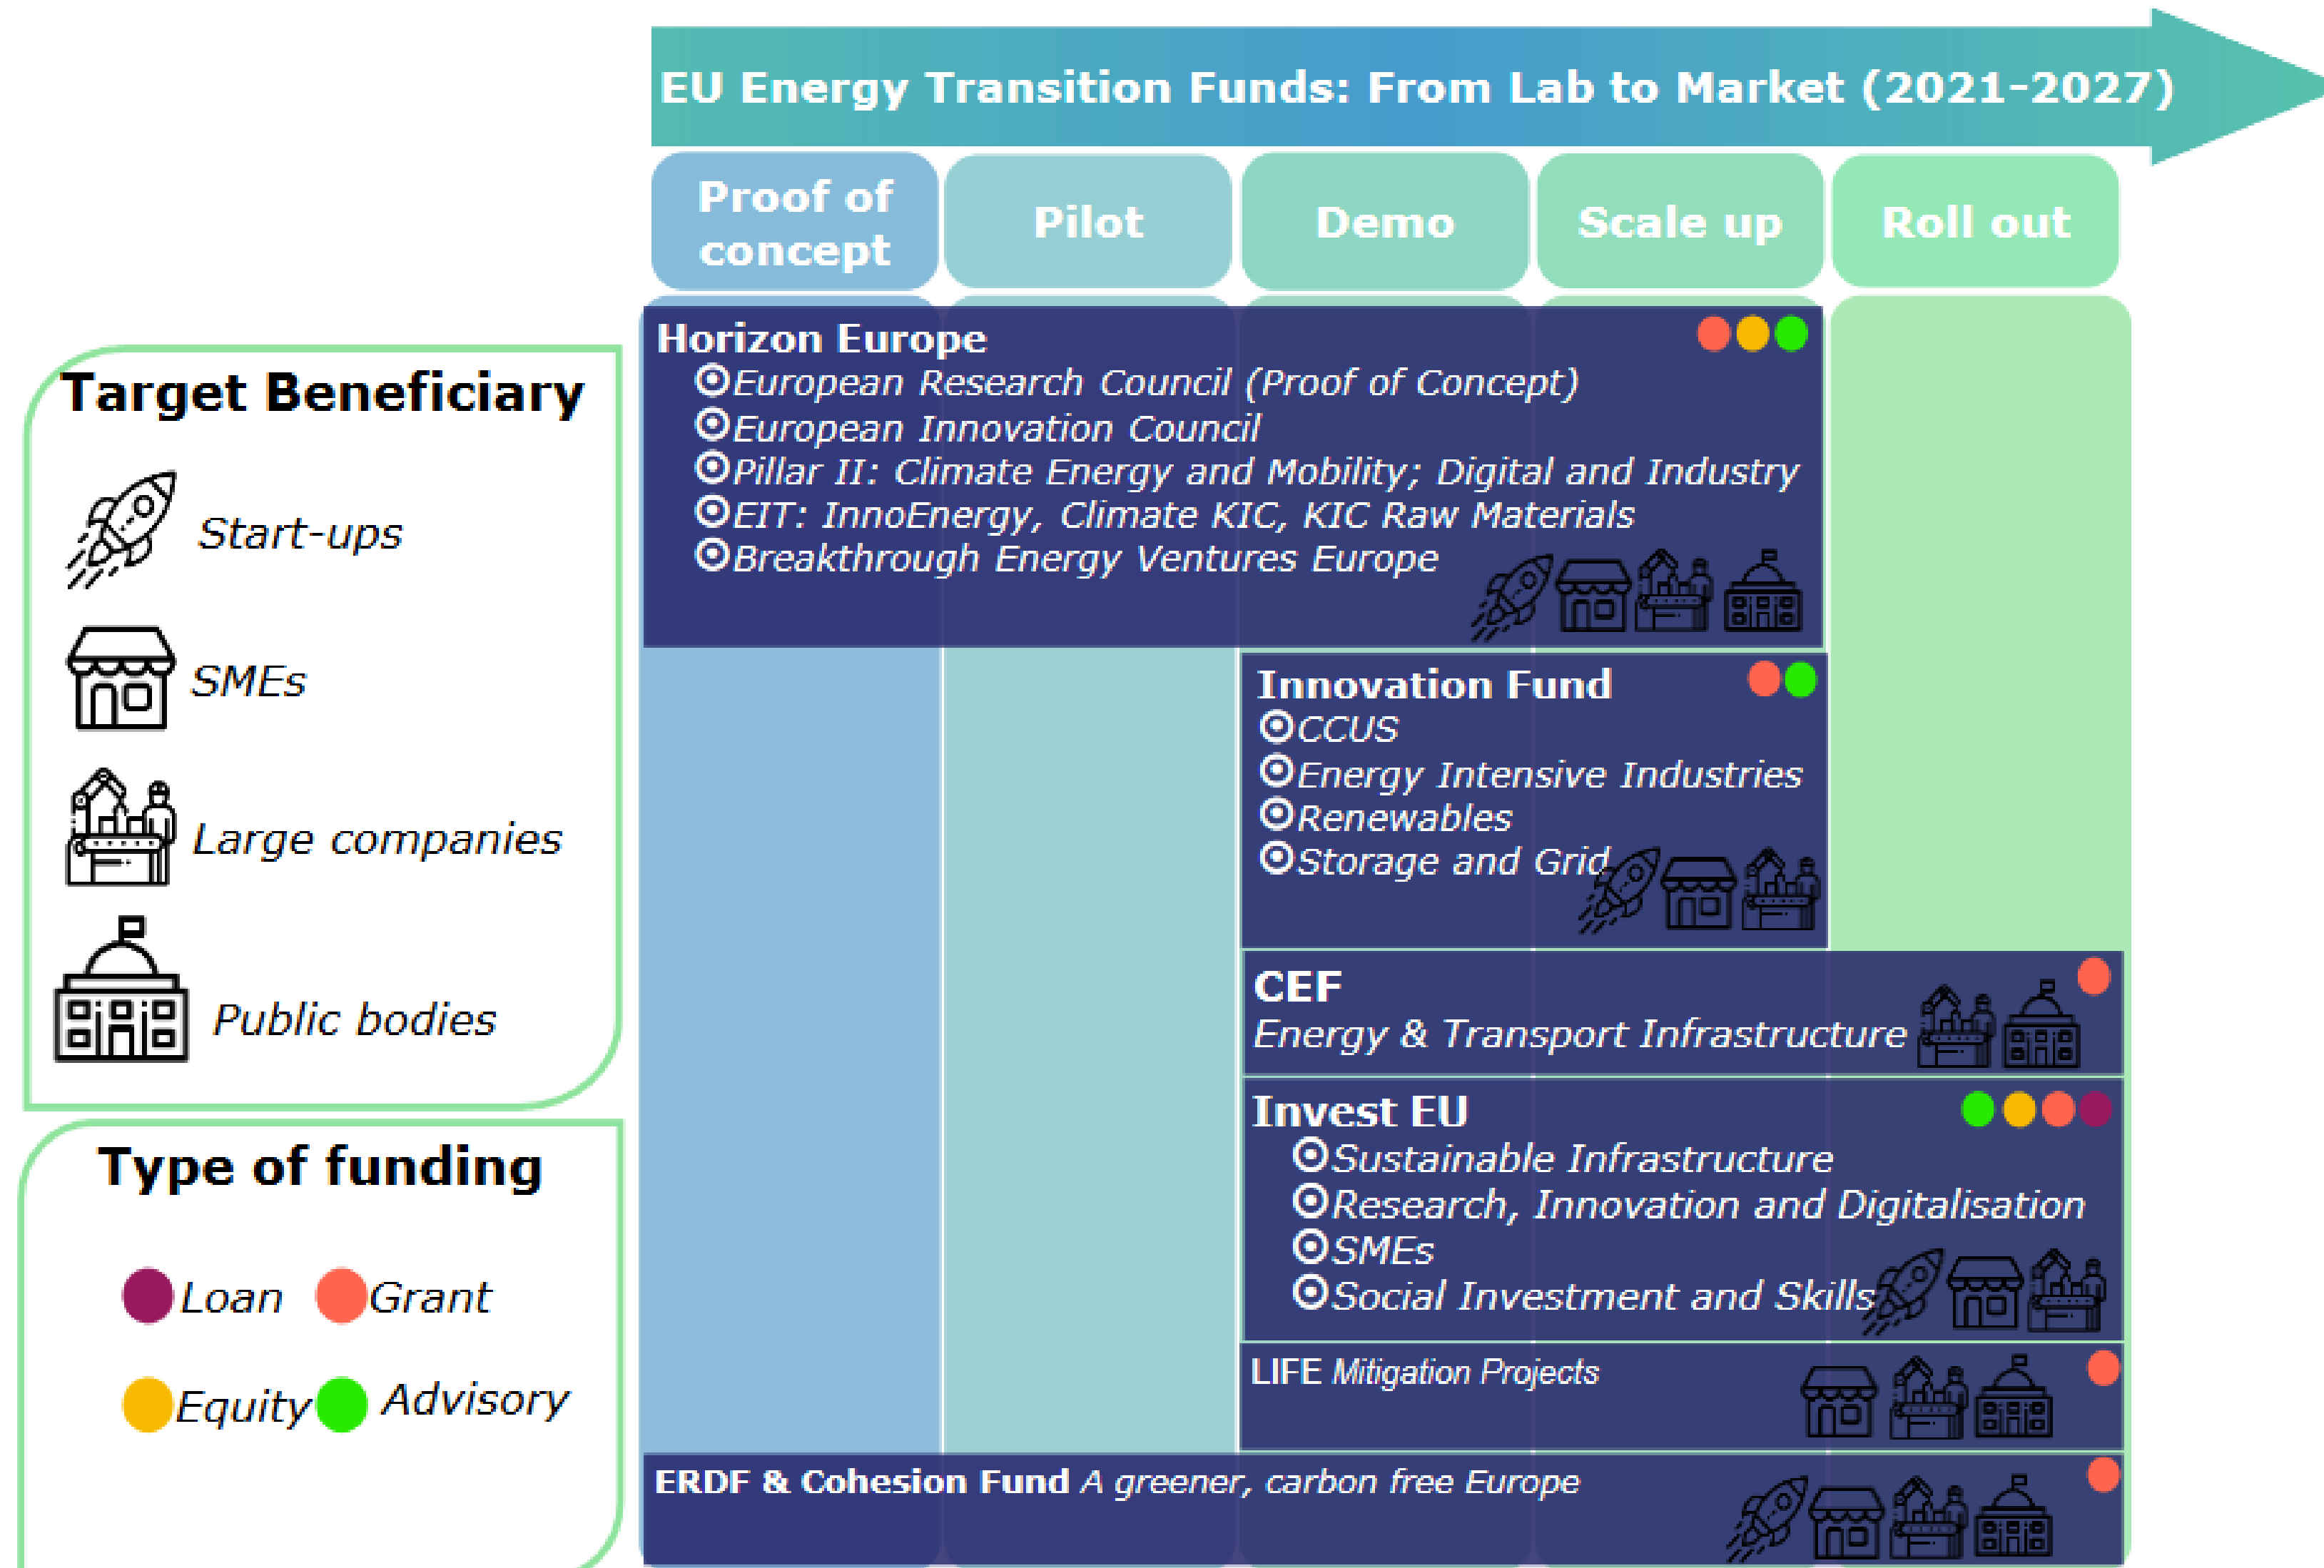 EU Energy Transition Funds: From Lab to Market (2021-2027)
Proof of
concept
Pilot
Demo
Scale up
Roll out
Target Beneficiary
Start-ups
SMEs
Large companies
Public bodies
Type of funding
Loan
Grant
Equity
Advisory
Horizon Europe
European Research Council (Proof of Concept)
European Innovation Council
Pillar II: Climate Energy and Mobility; Digital and Industry
EIT: InnoEnergy, Climate KIC, KIC Raw Materials
Breakthrough Energy Ventures Europe
Innovation Fund
CCUS
Energy Intensive Industries
Renewables
Storage and Grid
CEF
Energy & Transport Infrastructure
Invest EU
Sustainable Infrastructure
Research, Innovation and Digitalisation
SMEs
Social Investment and Skills
LIFE Mitigation Projects
ERDF & Cohesion Fund A greener, carbon free Europe